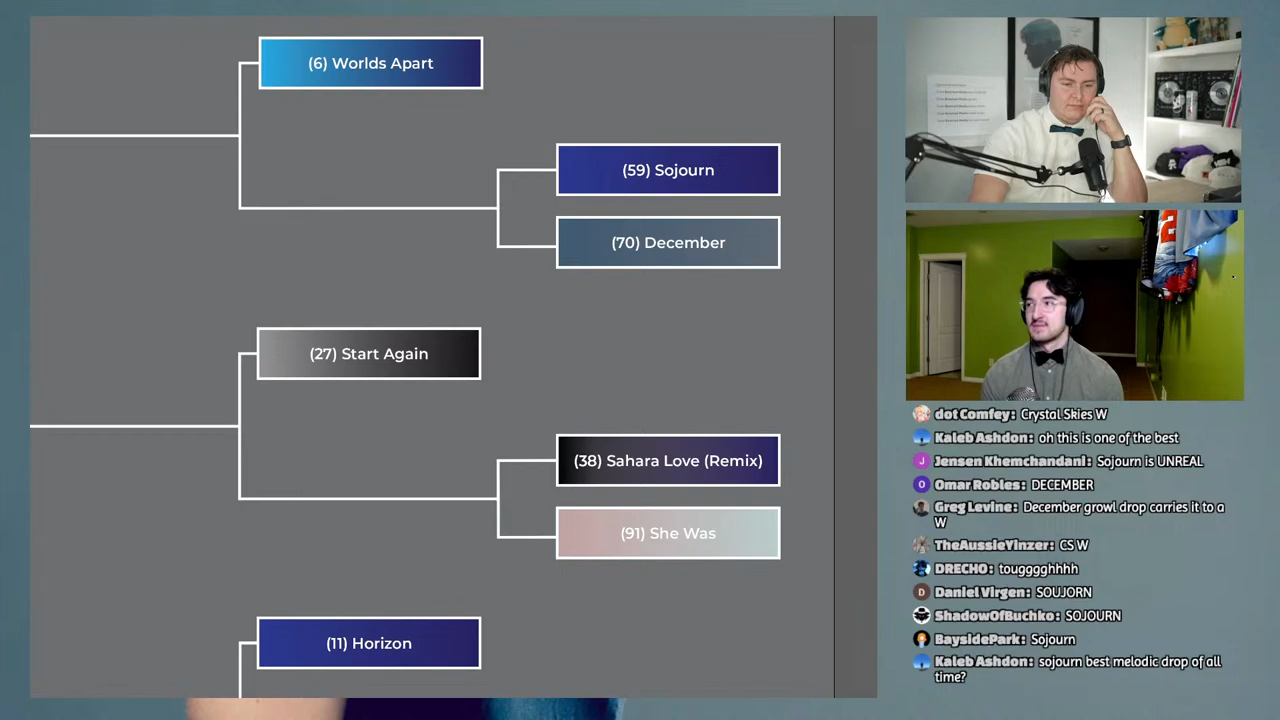 (6) Worlds Apart
(59) Sojourn
(70) December
(27) Start Again
(38) Sahara Love (Remix)
(91) She Was
(11) Horizon
dot Comfey: Crystal Skies W
Kaleb Ashdon: oh this is one of the best
J Jensen Khemchandani: Sojourn is UNREAL
O Omar Robles: DECEMBER
Greg Levine: December growl drop carries it to a
W
TheAussieYinzer: CS W
DRECHO: tougggghhhh
D Daniel Virgen: SOUJORN
ShadowOfBuchko: SOJOURN
BaysidePark: Sojourn
Kaleb Ashdon: sojourn best melodic drop of all
time?